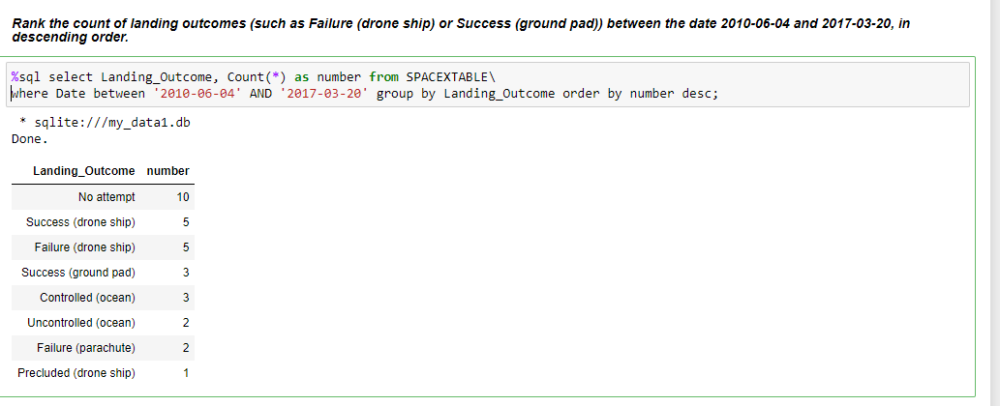 Rank the count of landing outcomes (such as Failure (drone ship) or Success (ground pad)) between the date 2010-06-04 and 2017-03-20, in
descending order.
%sql select Landing_Outcome, Count(*) as number from SPACEXTABLE\
where Date between '2010-06-04' AND '2017-03-20' group by Landing_Outcome order by number desc;
* sqlite:///my_data1.db
Done.
Landing_Outcome number
No attempt 10
Success (drone ship) 5
Failure (drone ship) 5
Success (ground pad) 3
Controlled (ocean) 3
Uncontrolled (ocean) 2
Failure (parachute) 2
Precluded (drone ship) 1